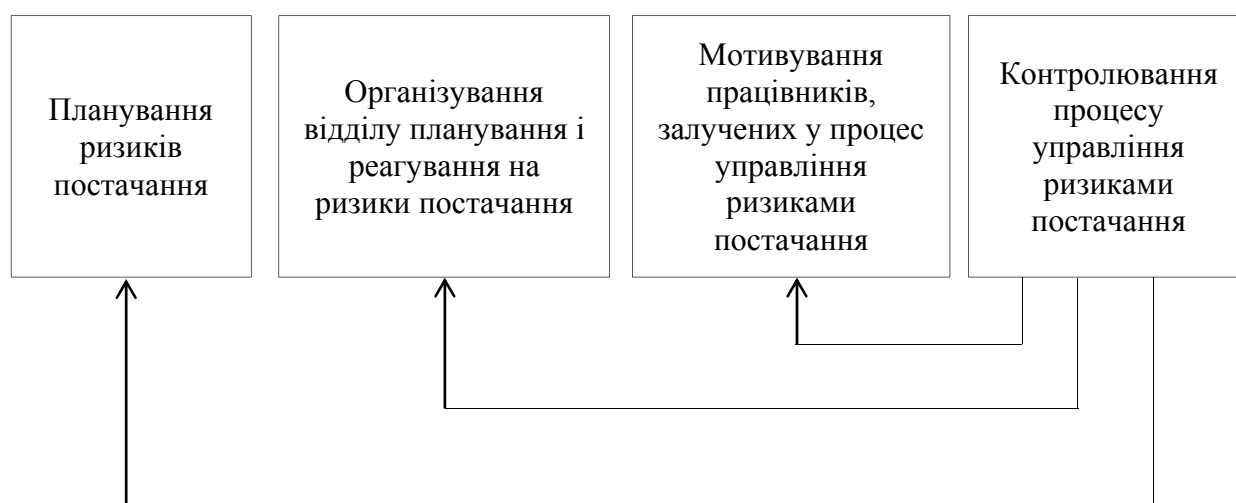 Планування
ризиків
постачання
Організування
відділу планування і
реагування на
ризики постачання
Мотивування
працівників,
залучених у процес
управління
ризиками
постачання
Контролювання
процесу
управління
ризиками
постачання